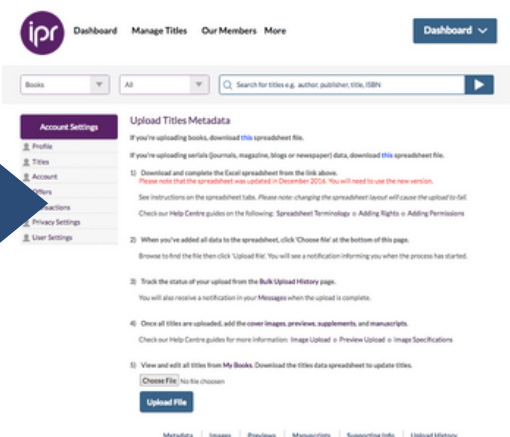 ipr
Dashboard Manage Titles Our Members More
Dashboard
Books All Search for titles e.g. author, publisher, title, ISBN
Account Settings
Profile
Titles
Account
Offers
Privacy Settings
User Settings
Upload Titles Metadata
If you're uploading books, download this spreadsheet file.
If you're uploading serials (journals, magazine, blogs or newspaper) data, download this spreadsheet file.
1) Download and complete the Excel spreadsheet from the link above.
Please note that the spreadsheet was updated in December 2016. You will need to use the new version.
See instructions on the spreadsheet tabs. Please note: changing the spreadsheet layout will cause the upload to fail.
Check our Help Centre guides on the following: Spreadsheet Terminology o Adding Rights o Adding Permissions
2) When you've added all data to the spreadsheet, click 'Choose file' at the bottom of this page.
Browse to find the file then click 'Upload file'. You will see a notification informing you when the process has started.
3) Track the status of your upload from the Bulk Upload History page.
You will also receive a notification in your Messages when the upload is complete.
4) Once all titles are uploaded, add the cover images, previews, supplements, and manuscripts.
Check our Help Centre guides for more information: Image Upload o Preview Upload o Image Specifications
5) View and edit all titles from My Books. Download the titles data spreadsheet to update titles.
Choose File No file choosen
Upload File
Metadata Images Previews Manuscripts Supporting Info Upload History